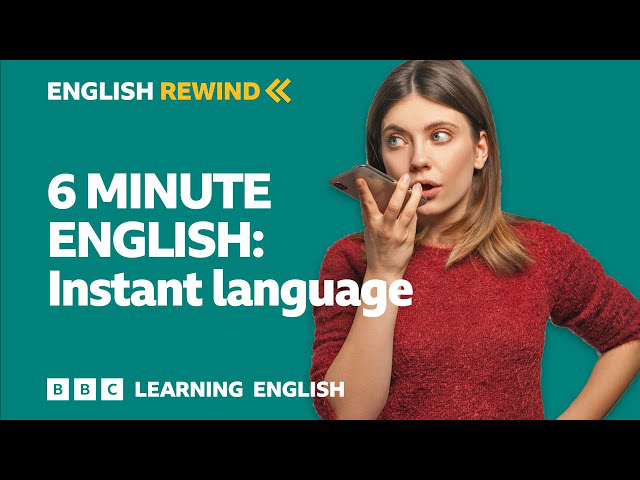 ENGLISH REWIND
6 MINUTE
ENGLISH:
Instant language
BBC LEARNING ENGLISH